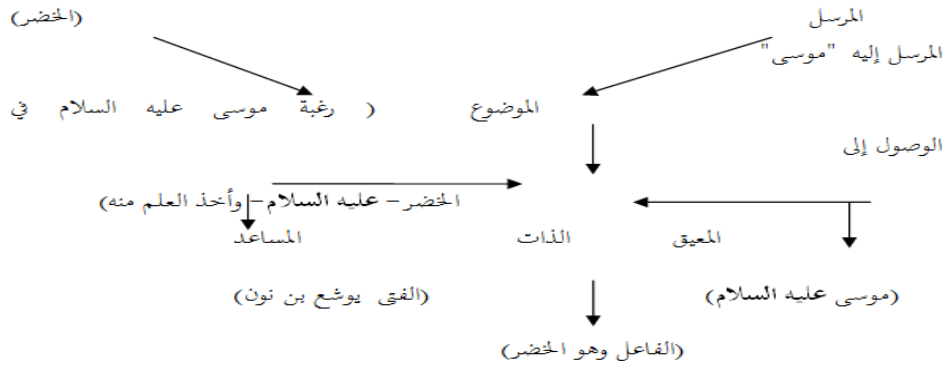 المرسل (الخضر)
المرسل إليه "موسى"
الموضوع ( رغبة موسى عليه السلام في
الوصول إلى
الخضر– عليه السلام–وأخذ العلم منه)
المعيق الذات المساعد
(موسى عليه السلام) (الفتى يوشع بن نون)
(الفاعل وهو الخضر)